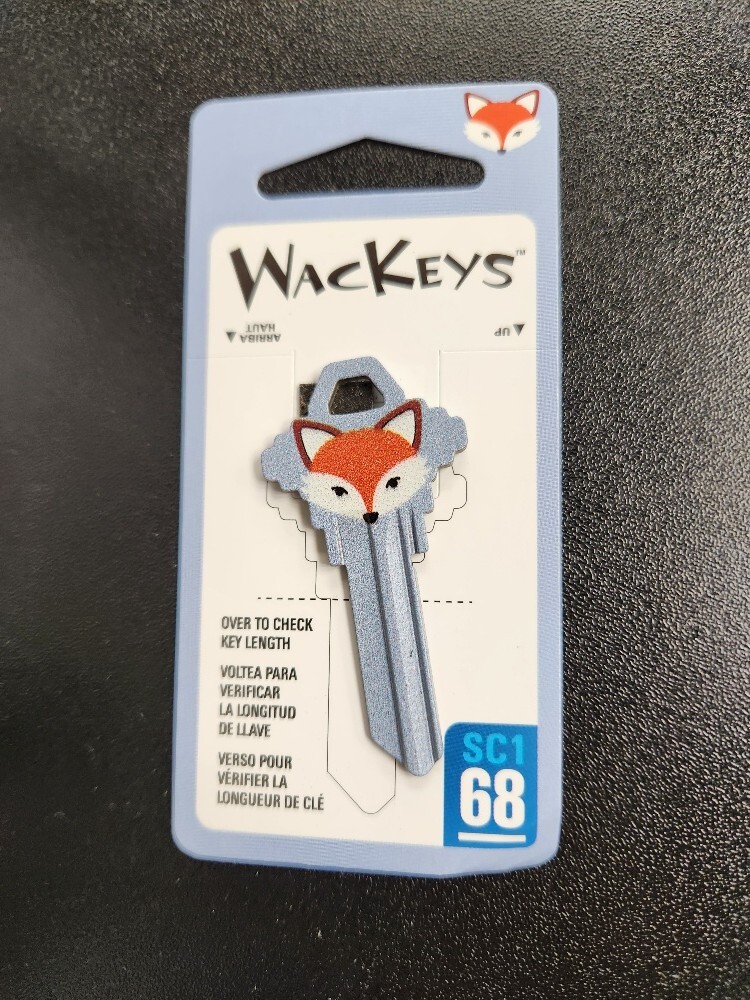 WACKEYS™
ARRIBA
HAUT
UP
OVER TO CHECK
KEY LENGTH
VOLTEA PARA
VERIFICAR
LA LONGITUD
DE LLAVE
VERSO POUR
VÉRIFIER LA
LONGUEUR DE CLÉ
SC1
68